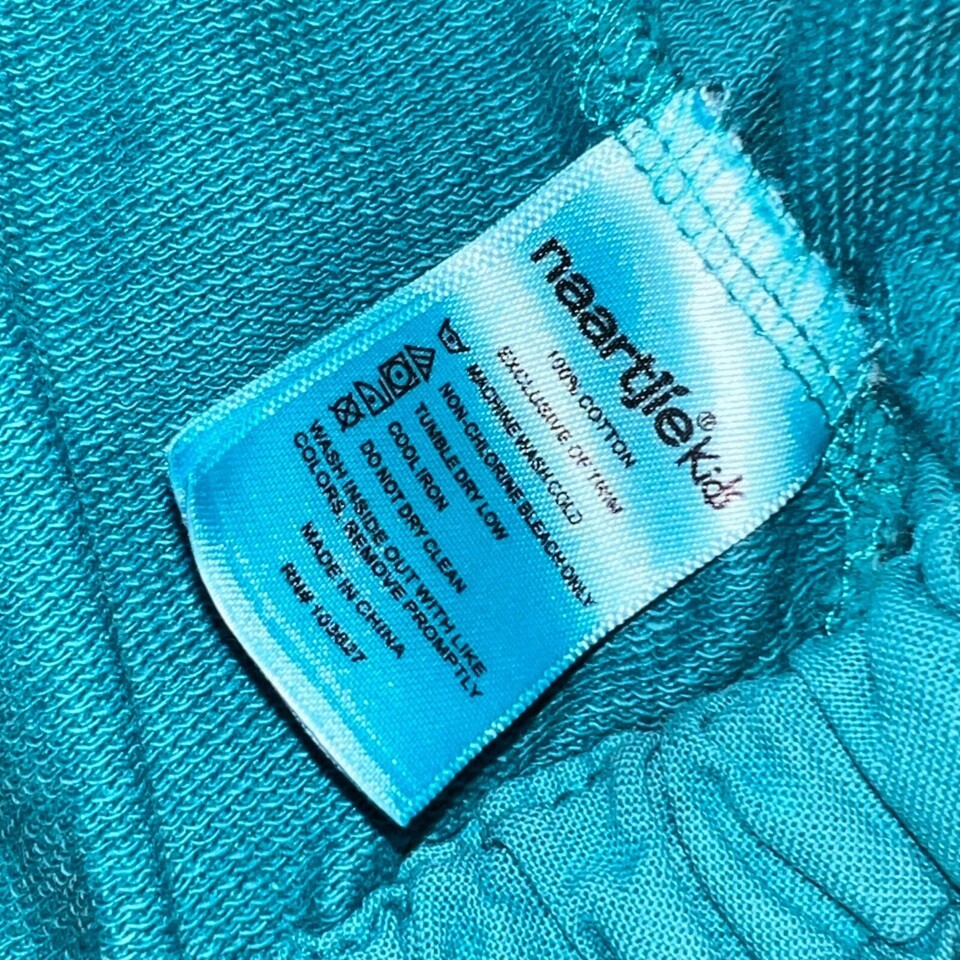 naartjie® Kids
100% COTTON
EXCLUSIVE OF TRIM
MACHINE WASH COLD
NON-CHLORINE BLEACH ONLY
TUMBLE DRY LOW
COOL IRON
DO NOT DRY CLEAN
WASH INSIDE OUT WITH LIKE
COLORS, REMOVE PROMPTLY
MADE IN CHINA
RN# 103627